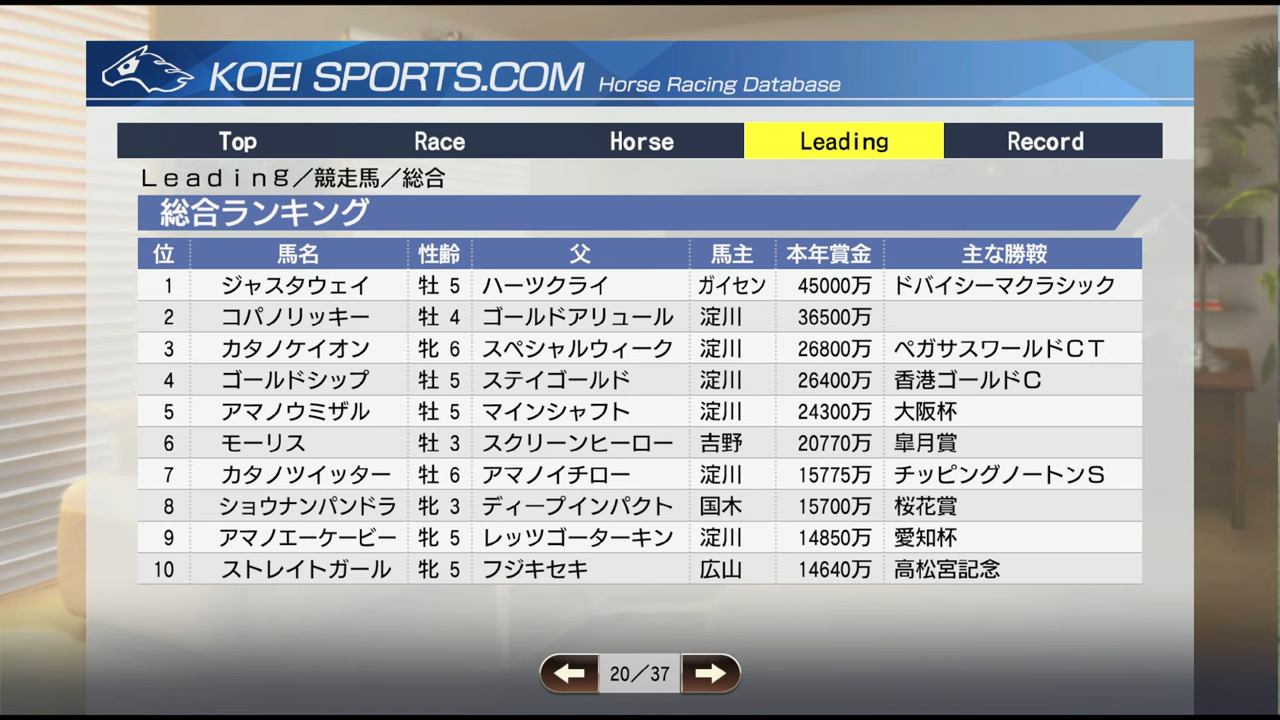 KOEI SPORTS.COM Horse Racing Database
Top Race Horse Leading Record
Ｌｅａｄｉｎｇ／競走馬／総合
総合ランキング
位 馬名 性齢 父 馬主 本年賞金 主な勝鞍
1 ジャスタウェイ 牡 5 ハーツクライ ガイセン 45000万 ドバイシーマクラシック
2 コパノリッキー 牡 4 ゴールドアリュール 淀川 36500万
3 カタノケイオン 牝 6 スペシャルウィーク 淀川 26800万 ペガサスワールドＣＴ
4 ゴールドシップ 牡 5 ステイゴールド 淀川 26400万 香港ゴールドＣ
5 アマノウミザル 牡 5 マインシャフト 淀川 24300万 大阪杯
6 モーリス 牡 3 スクリーンヒーロー 吉野 20770万 皐月賞
7 カタノツイッター 牡 6 アマノイチロー 淀川 15775万 チッピングノートンＳ
8 ショウナンパンドラ 牝 3 ディープインパクト 国木 15700万 桜花賞
9 アマノエーケービー 牝 5 レッツゴーターキン 淀川 14850万 愛知杯
10 ストレイトガール 牝 5 フジキセキ 広山 14640万 高松宮記念
20／37